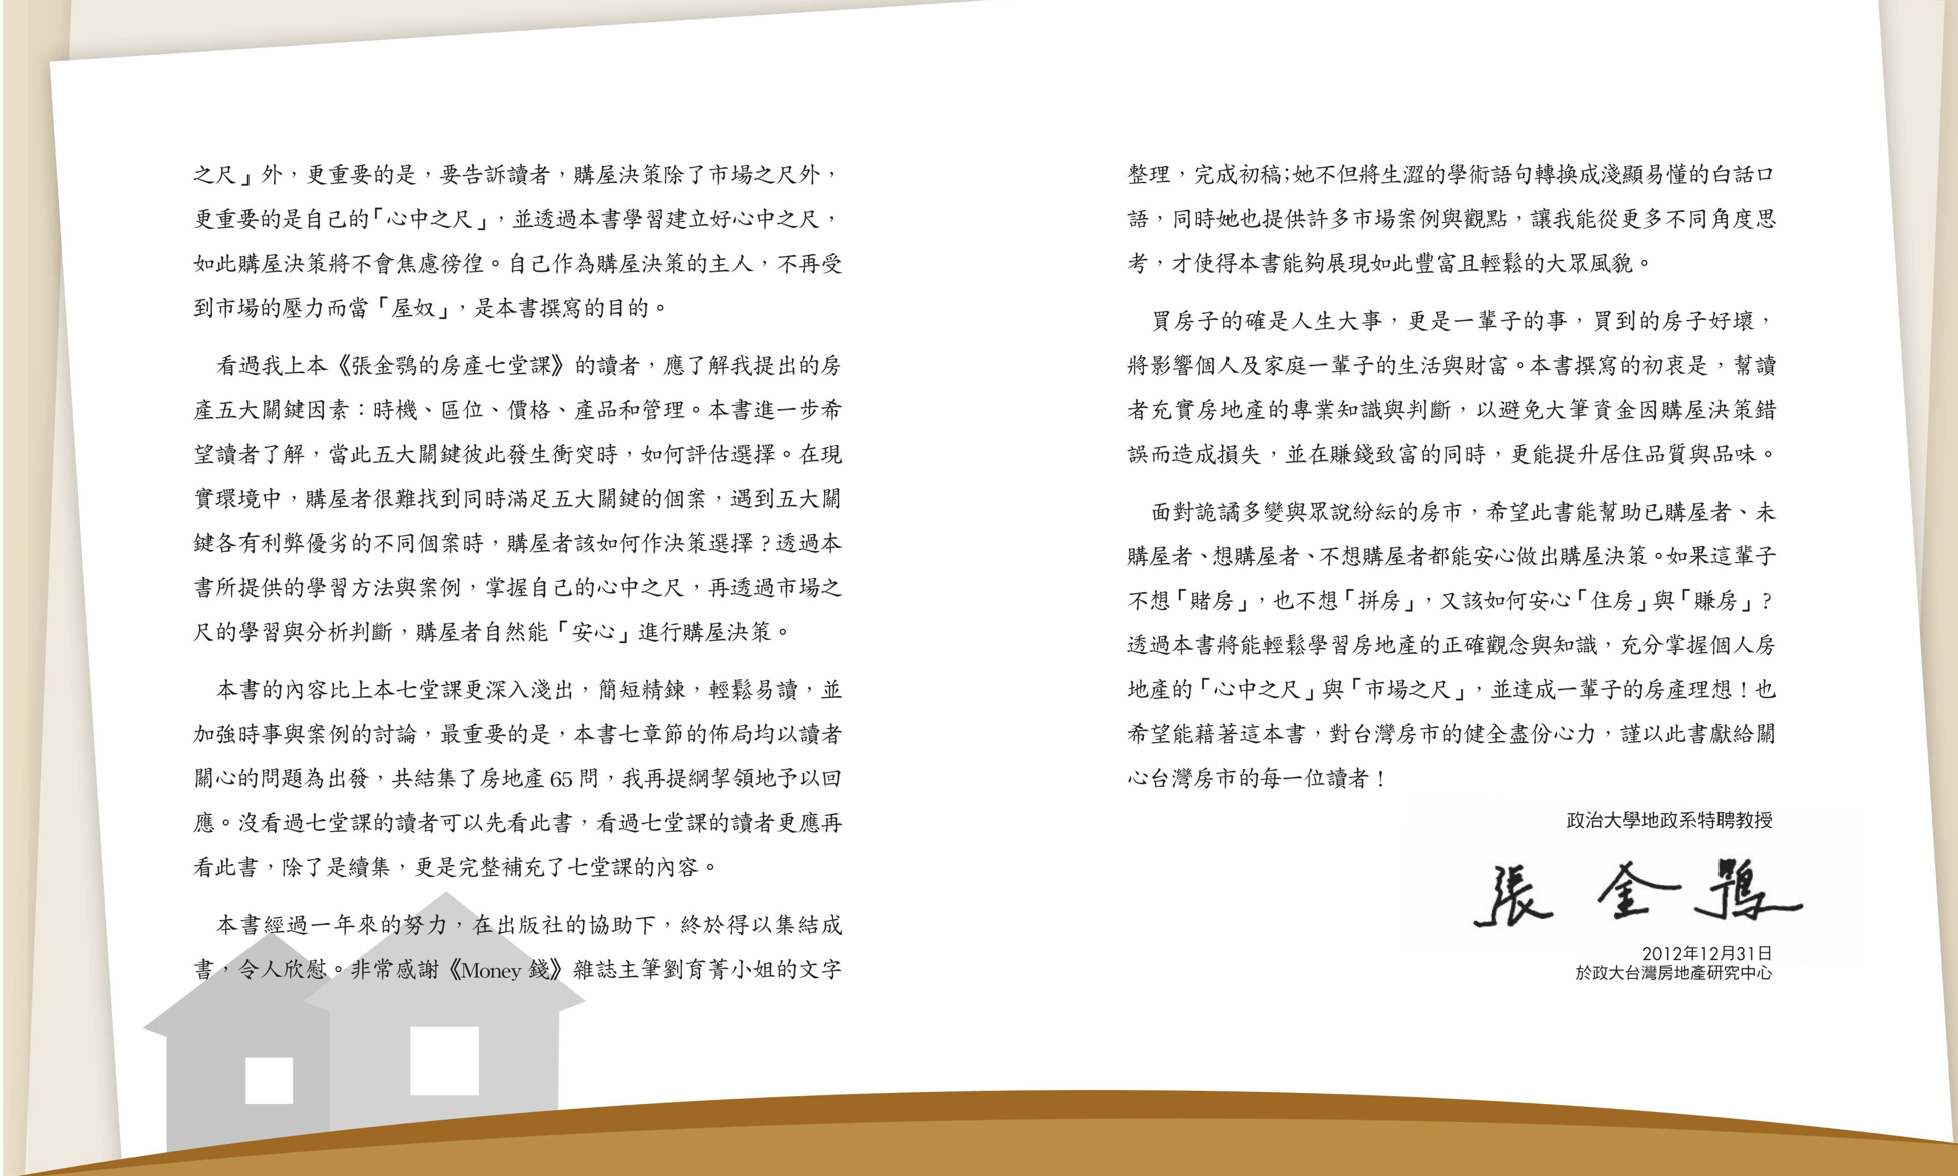 之尺』外，更重要的是，要告訴讀者，購屋決策除了市場之尺外，
更重要的是自己的「心中之尺」，並透過本書學習建立好心中之尺，
如此購屋決策將不會焦慮徬徨。自己作為購屋決策的主人，不再受
到市場的壓力而當「屋奴」，是本書撰寫的目的。
看過我上本《張金鶚的房產七堂課》的讀者，應了解我提出的房
產五大關鍵因素：時機、區位、價格、產品和管理。本書進一步希
望讀者了解，當此五大關鍵彼此發生衝突時，如何評估選擇。在現
實環境中，購屋者很難找到同時滿足五大關鍵的個案，遇到五大關
鍵各有利弊優劣的不同個案時，購屋者該如何作決策選擇？透過本
書所提供的學習方法與案例，掌握自己的心中之尺，再透過市場之
尺的學習與分析判斷，購屋者自然能「安心」進行購屋決策。
本書的內容比上本七堂課更深入淺出，簡短精鍊，輕鬆易讀，並
加強時事與案例的討論，最重要的是，本書七章節的佈局均以讀者
關心的問題為出發，共結集了房地產 65 問，我再提綱挈領地予以回
應。沒看過七堂課的讀者可以先看此書，看過七堂課的讀者更應再
看此書，除了是續集，更是完整補充了七堂課的內容。
本書經過一年來的努力，在出版社的協助下，終於得以集結成
書，令人欣慰。非常感謝《Money 錢》雜誌主筆劉育菁小姐的文字
整理，完成初稿；她不但將生澀的學術語句轉換成淺顯易懂的白話口
語，同時她也提供許多市場案例與觀點，讓我能從更多不同角度思
考，才使得本書能夠展現如此豐富且輕鬆的大眾風貌。
買房子的確是人生大事，更是一輩子的事，買到的房子好壞，
將影響個人及家庭一輩子的生活與財富。本書撰寫的初衷是，幫讀
者充實房地產的專業知識與判斷，以避免大筆資金因購屋決策錯
誤而造成損失，並在賺錢致富的同時，更能提升居住品質與品味。
面對詭譎多變與眾說紛紜的房市，希望此書能幫助已購屋者、未
購屋者、想購屋者、不想購屋者都能安心做出購屋決策。如果這輩子
不想「賭房」，也不想「拼房」，又該如何安心「住房」與「賺房」？
透過本書將能輕鬆學習房地產的正確觀念與知識，充分掌握個人房
地產的「心中之尺」與「市場之尺」，並達成一輩子的房產理想！也
希望能藉著這本書，對台灣房市的健全盡份心力，謹以此書獻給關
心台灣房市的每一位讀者！
政治大學地政系特聘教授
張金鶚
2012年12月31日
於政大台灣房地產研究中心